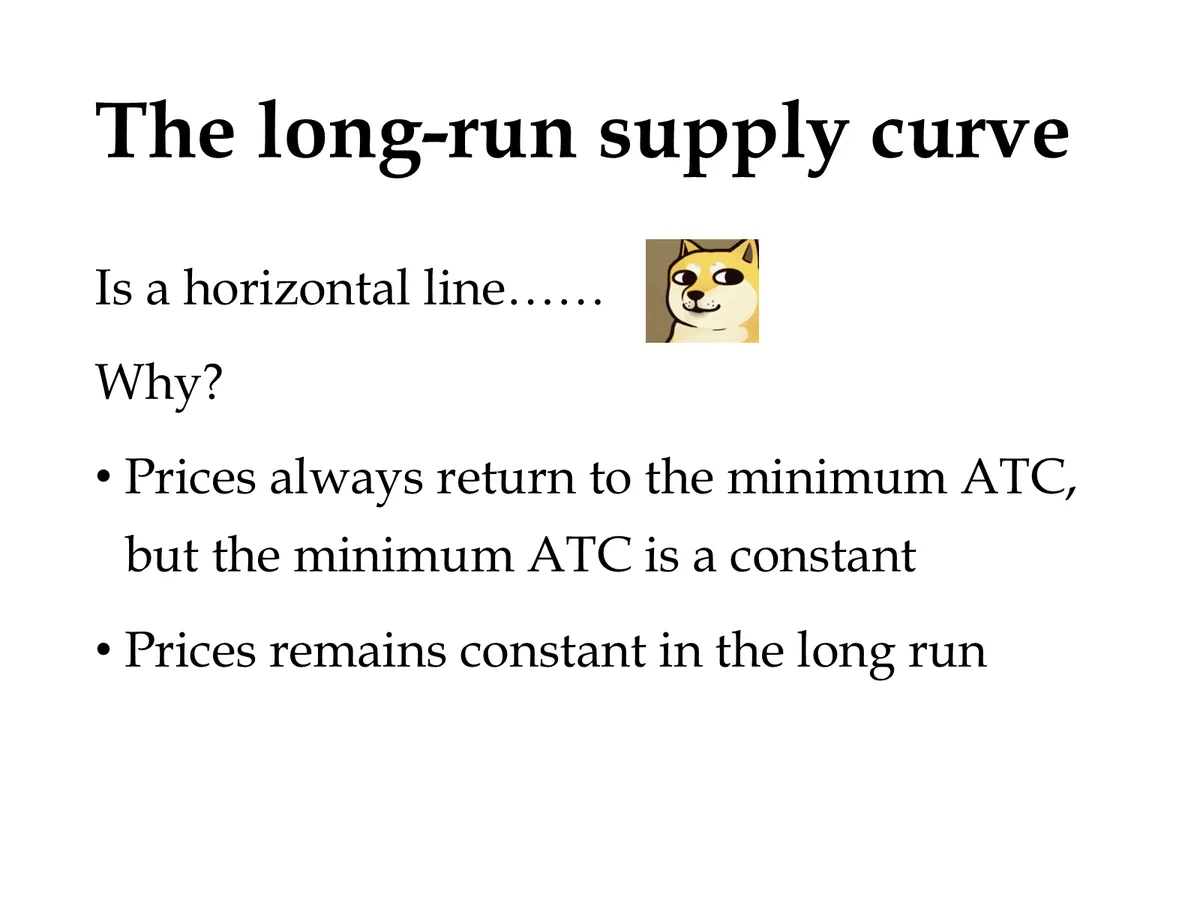 The long-run supply curve
Is a horizontal line……
Why?
• Prices always return to the minimum ATC,
but the minimum ATC is a constant
• Prices remains constant in the long run